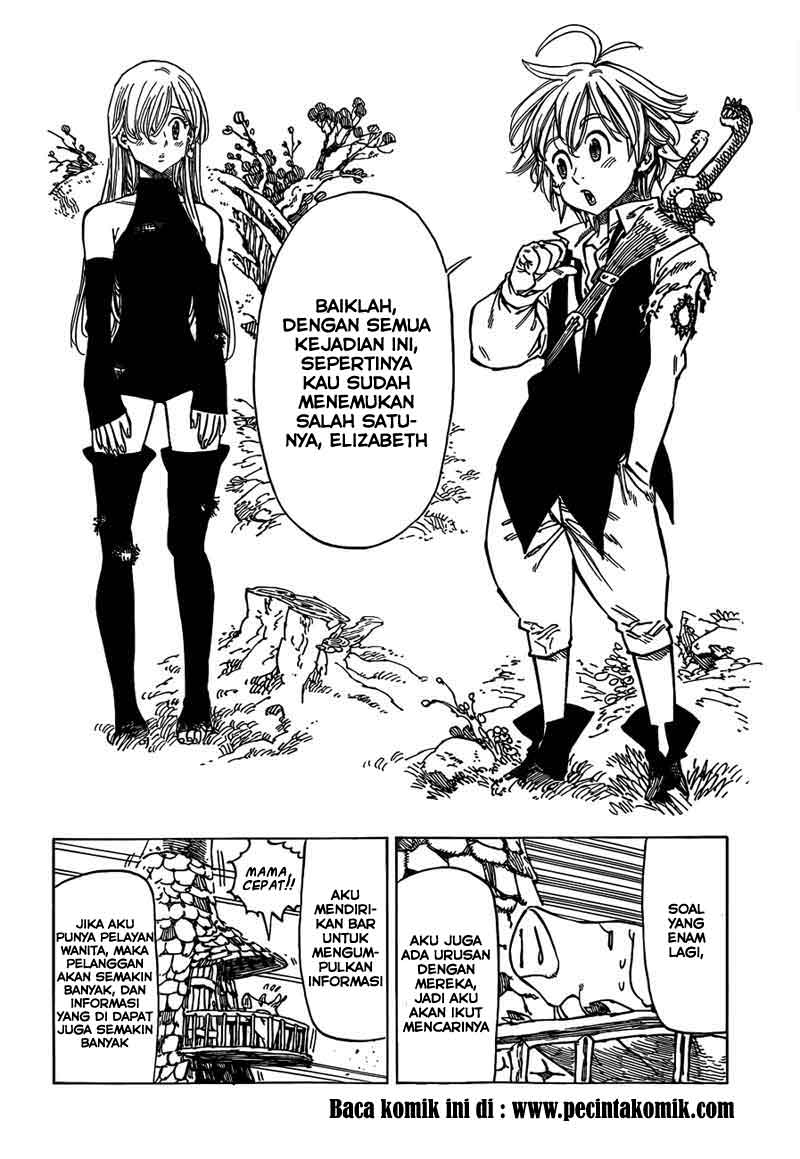 BAIKLAH,
DENGAN SEMUA
KEJADIAN INI,
SEPERTINYA
KAU SUDAH
MENEMUKAN
SALAH SATU-
NYA, ELIZABETH
SOAL
YANG
ENAM
LAGI,
AKU JUGA
ADA URUSAN
DENGAN
MEREKA,
JADI AKU
AKAN IKUT
MENCARINYA
AKU
MENDIRI-
KAN BAR
UNTUK
MENGUM-
PULKAN
INFORMASI
MAMA,
CEPAT!!
JIKA AKU
PUNYA PELAYAN
WANITA, MAKA
PELANGGAN
AKAN SEMAKIN
BANYAK, DAN
INFORMASI
YANG DI DAPAT
JUGA SEMAKIN
BANYAK
Baca komik ini di : www.pecintakomik.com